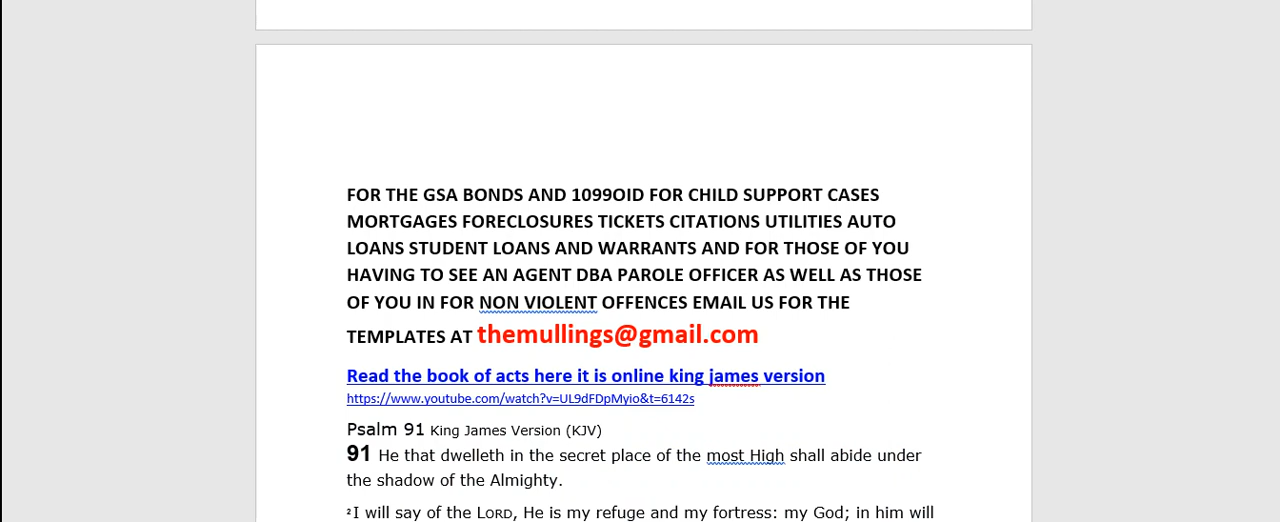 FOR THE GSA BONDS AND 1099OID FOR CHILD SUPPORT CASES
MORTGAGES FORECLOSURES TICKETS CITATIONS UTILITIES AUTO
LOANS STUDENT LOANS AND WARRANTS AND FOR THOSE OF YOU
HAVING TO SEE AN AGENT DBA PAROLE OFFICER AS WELL AS THOSE
OF YOU IN FOR NON VIOLENT OFFENCES EMAIL US FOR THE
TEMPLATES AT themullings@gmail.com
Read the book of acts here it is online king james version
https://www.youtube.com/watch?v=UL9dFDpMyio&t=6142s
Psalm 91 King James Version (KJV)
91 He that dwelleth in the secret place of the most High shall abide under
the shadow of the Almighty.
² I will say of the LORD, He is my refuge and my fortress: my God; in him will